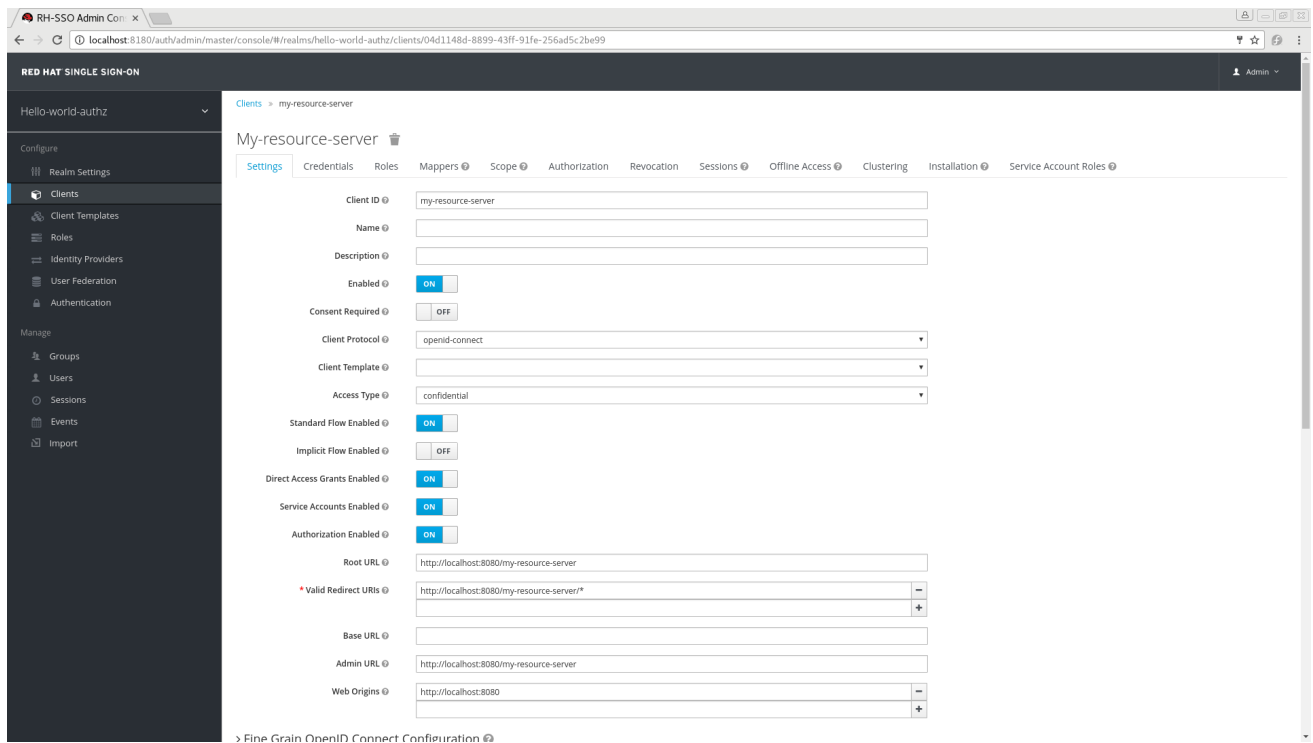 RH-SSO Admin Con
localhost:8180/auth/admin/master/console/#/realms/hello-world-authz/clients/04d1148d-8899-43ff-91fe-256ad5c2be99
RED HAT SINGLE SIGN-ON
Admin
Hello-world-authz
Configure
Realm Settings
Clients
Client Templates
Roles
Identity Providers
User Federation
Authentication
Manage
Groups
Users
Sessions
Events
Import
Clients » my-resource-server
My-resource-server
Settings Credentials Roles Mappers Scope Authorization Revocation Sessions Offline Access Clustering Installation Service Account Roles
Client ID my-resource-server
Name
Description
Enabled ON
Consent Required OFF
Client Protocol openid-connect
Client Template
Access Type confidential
Standard Flow Enabled ON
Implicit Flow Enabled OFF
Direct Access Grants Enabled ON
Service Accounts Enabled ON
Authorization Enabled ON
Root URL http://localhost:8080/my-resource-server
* Valid Redirect URIs http://localhost:8080/my-resource-server/*
Base URL
Admin URL http://localhost:8080/my-resource-server
Web Origins http://localhost:8080
Fine Grain OpenID Connect Configuration